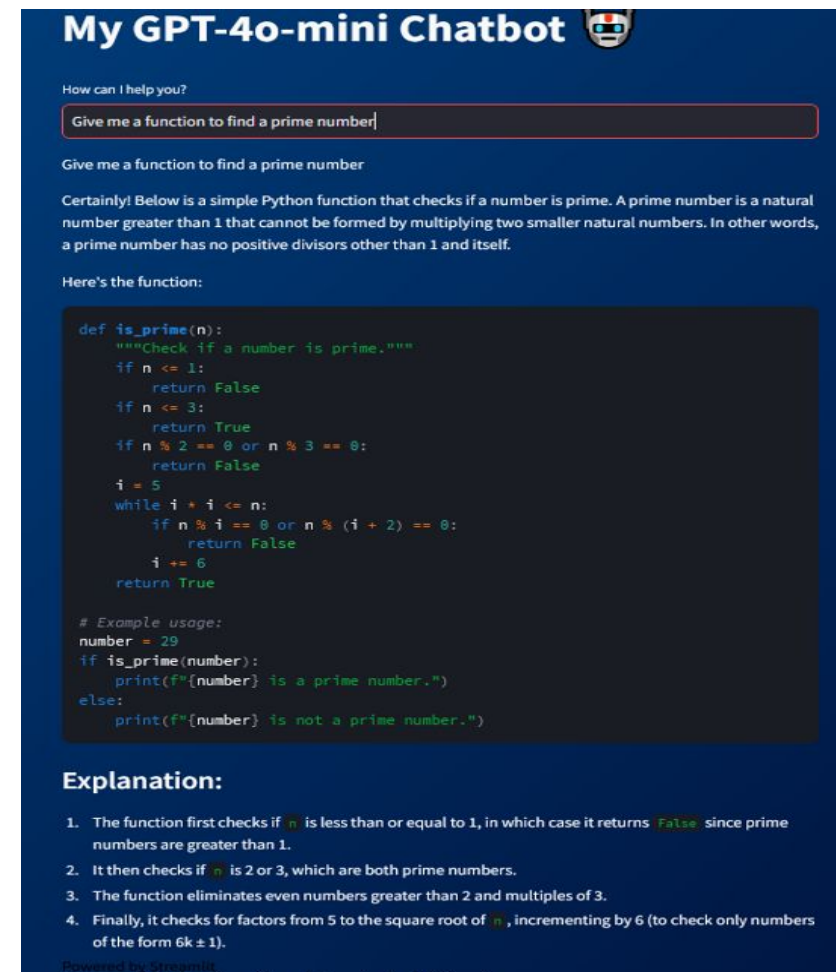 My GPT-4o-mini Chatbot
How can I help you?
Give me a function to find a prime number
Give me a function to find a prime number
Certainly! Below is a simple Python function that checks if a number is prime. A prime number is a natural
number greater than 1 that cannot be formed by multiplying two smaller natural numbers. In other words,
a prime number has no positive divisors other than 1 and itself.
Here's the function:
def is_prime(n):
    """Check if a number is prime."""
    if n <= 1:
        return False
    if n <= 3:
        return True
    if n % 2 == 0 or n % 3 == 0:
        return False
    i = 5
    while i * i <= n:
        if n % i == 0 or n % (i + 2) == 0:
            return False
        i += 6
    return True
# Example usage:
number = 29
if is_prime(number):
    print(f"{number} is a prime number.")
else:
    print(f"{number} is not a prime number.")
Explanation:
1. The function first checks if n is less than or equal to 1, in which case it returns False since prime
numbers are greater than 1.
2. It then checks if n is 2 or 3, which are both prime numbers.
3. The function eliminates even numbers greater than 2 and multiples of 3.
4. Finally, it checks for factors from 5 to the square root of n, incrementing by 6 (to check only numbers
of the form 6k ± 1).
Powered by Streamlit